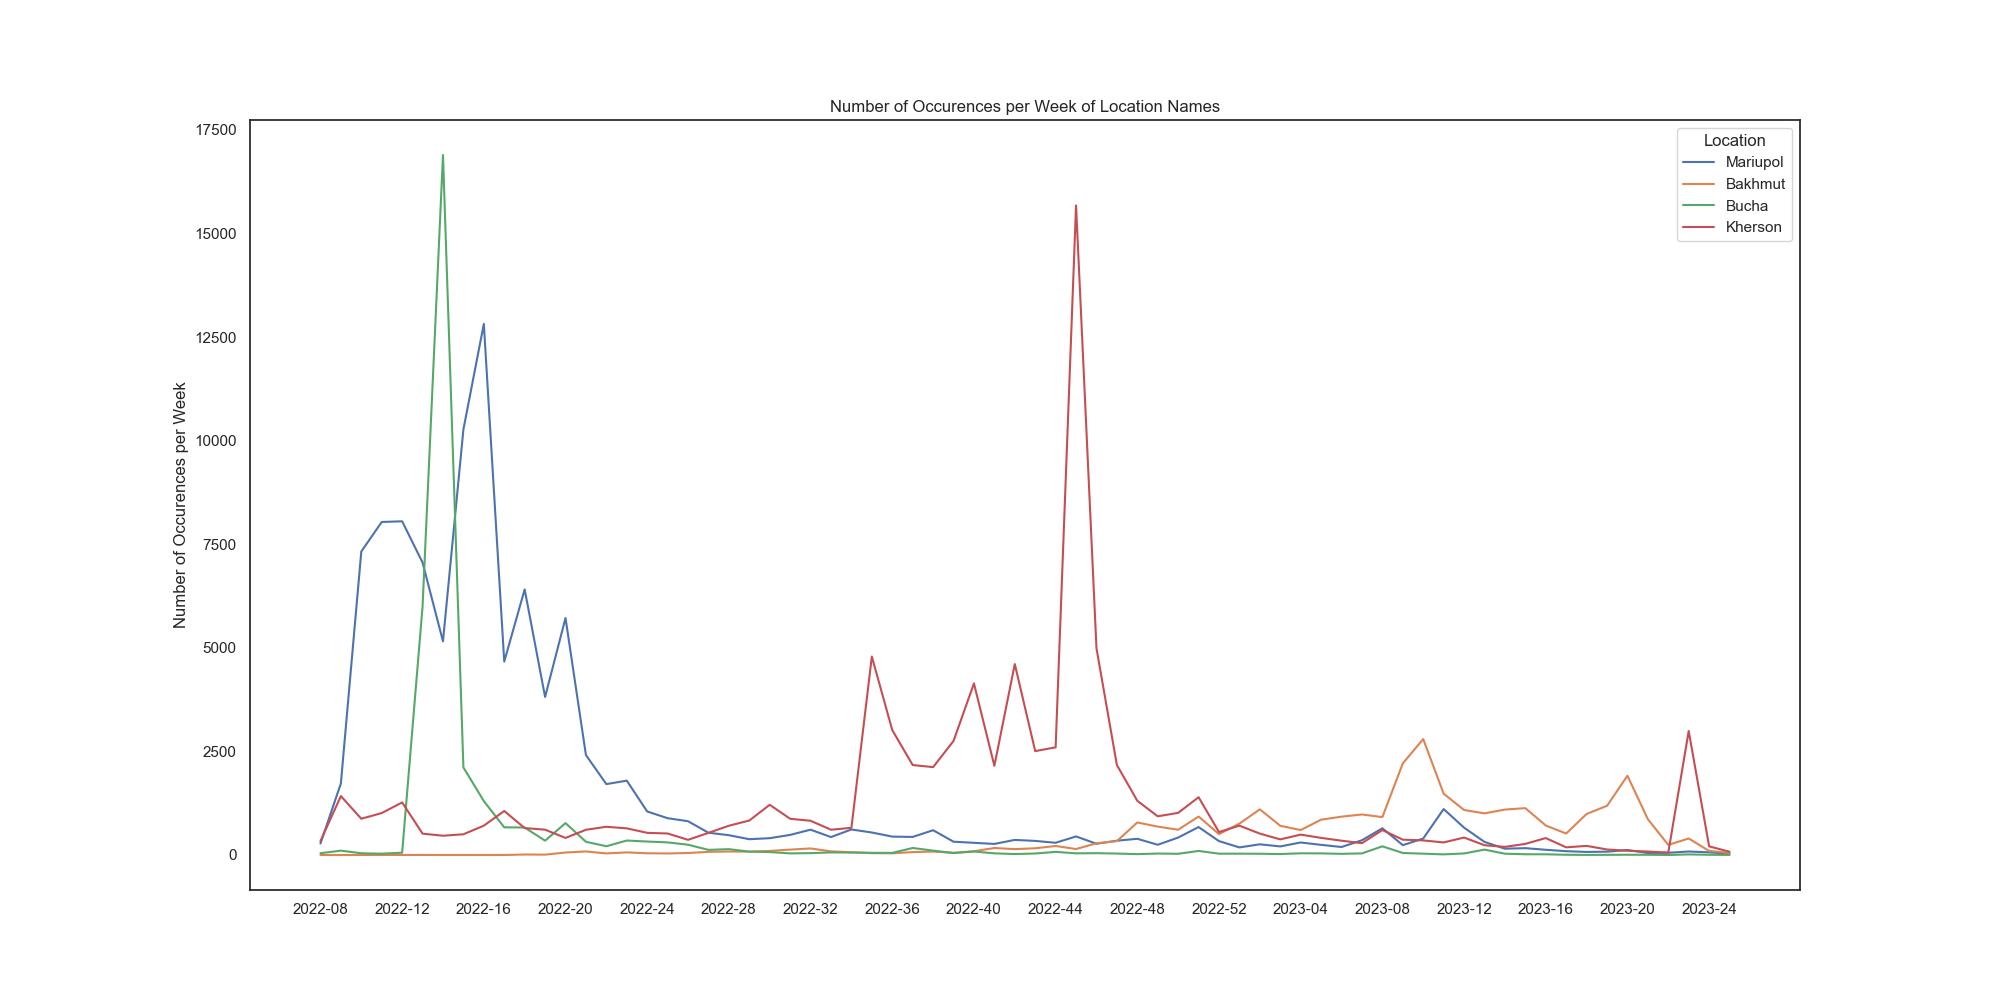 Number of Occurences per Week of Location Names
Number of Occurences per Week
17500
15000
12500
10000
7500
5000
2500
0
Location
Mariupol
Bakhmut
Bucha
Kherson
2022-08 2022-12 2022-16 2022-20 2022-24 2022-28 2022-32 2022-36 2022-40 2022-44 2022-48 2022-52 2023-04 2023-08 2023-12 2023-16 2023-20 2023-24